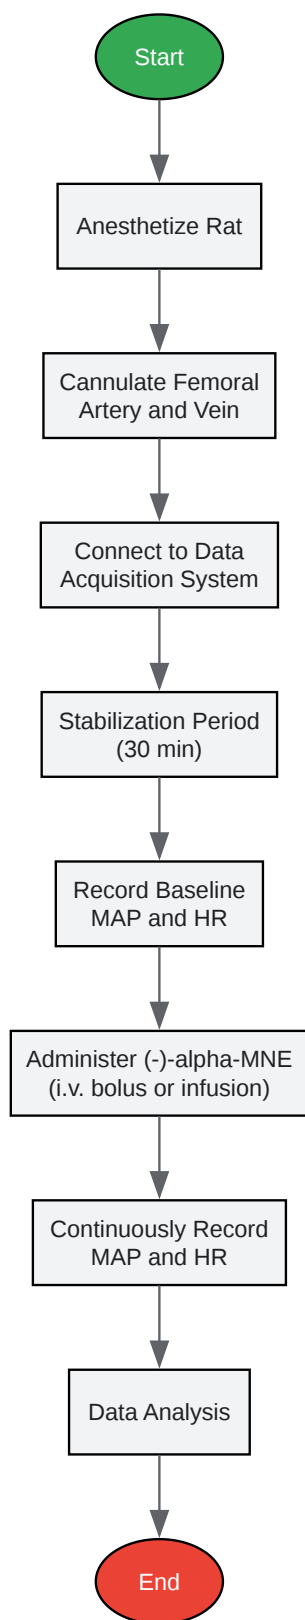 Start
Anesthetize Rat
Cannulate Femoral
Artery and Vein
Connect to Data
Acquisition System
Stabilization Period
(30 min)
Record Baseline
MAP and HR
Administer (-)-alpha-MNE
(i.v. bolus or infusion)
Continuously Record
MAP and HR
Data Analysis
End